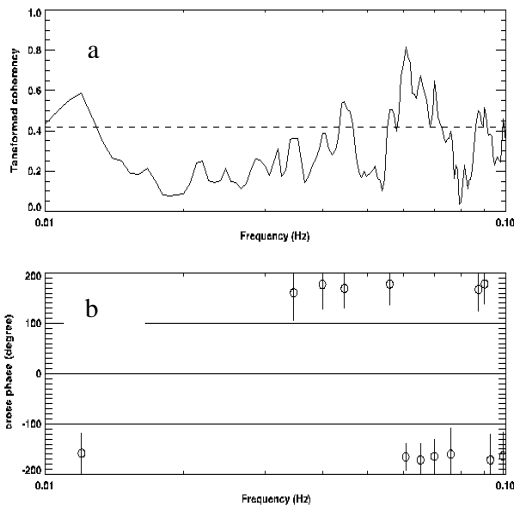 1.0
a
0.8
0.6
0.4
0.2
0.0
Tansformed coherency
0.01
0.10
Frequency (Hz)
200
b
100
0
-100
-200
cross phase (degree)
0.01
0.10
Frequency (Hz)